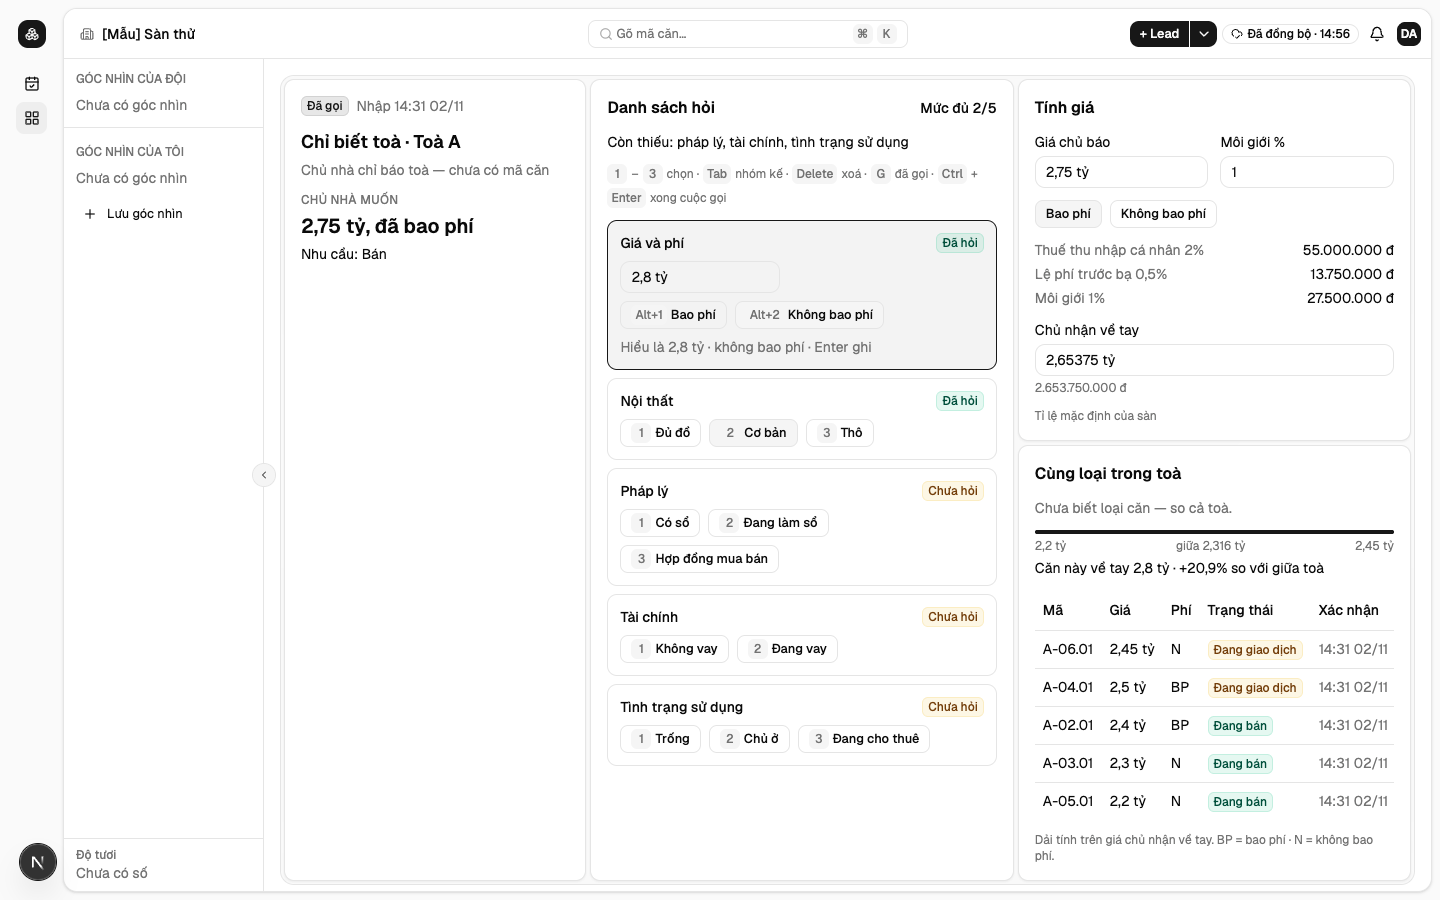 [Mẫu] Sàn thử
Gõ mã căn…
⌘ K
+ Lead
Đã đồng bộ · 14:56
DA
GÓC NHÌN CỦA ĐỘI
Chưa có góc nhìn
GÓC NHÌN CỦA TÔI
Chưa có góc nhìn
+ Lưu góc nhìn
Độ tươi
Chưa có số
N
Đã gọi Nhập 14:31 02/11
Chỉ biết toà · Toà A
Chủ nhà chỉ báo toà — chưa có mã căn
CHỦ NHÀ MUỐN
2,75 tỷ, đã bao phí
Nhu cầu: Bán
Danh sách hỏi Mức đủ 2/5
Còn thiếu: pháp lý, tài chính, tình trạng sử dụng
1 – 3 chọn · Tab nhóm kế · Delete xoá · G đã gọi · Ctrl +
Enter xong cuộc gọi
Giá và phí Đã hỏi
2,8 tỷ
Alt+1 Bao phí Alt+2 Không bao phí
Hiểu là 2,8 tỷ · không bao phí · Enter ghi
Nội thất Đã hỏi
1 Đủ đồ 2 Cơ bản 3 Thô
Pháp lý Chưa hỏi
1 Có sổ 2 Đang làm sổ
3 Hợp đồng mua bán
Tài chính Chưa hỏi
1 Không vay 2 Đang vay
Tình trạng sử dụng Chưa hỏi
1 Trống 2 Chủ ở 3 Đang cho thuê
Tính giá
Giá chủ báo Môi giới %
2,75 tỷ 1
Bao phí Không bao phí
Thuế thu nhập cá nhân 2% 55.000.000 đ
Lệ phí trước bạ 0,5% 13.750.000 đ
Môi giới 1% 27.500.000 đ
Chủ nhận về tay
2,65375 tỷ
2.653.750.000 đ
Tỉ lệ mặc định của sàn
Cùng loại trong toà
Chưa biết loại căn — so cả toà.
2,2 tỷ giữa 2,316 tỷ 2,45 tỷ
Căn này về tay 2,8 tỷ · +20,9% so với giữa toà
Mã Giá Phí Trạng thái Xác nhận
A-06.01 2,45 tỷ N Đang giao dịch 14:31 02/11
A-04.01 2,5 tỷ BP Đang giao dịch 14:31 02/11
A-02.01 2,4 tỷ BP Đang bán 14:31 02/11
A-03.01 2,3 tỷ N Đang bán 14:31 02/11
A-05.01 2,2 tỷ N Đang bán 14:31 02/11
Dải tính trên giá chủ nhận về tay. BP = bao phí · N = không bao
phí.